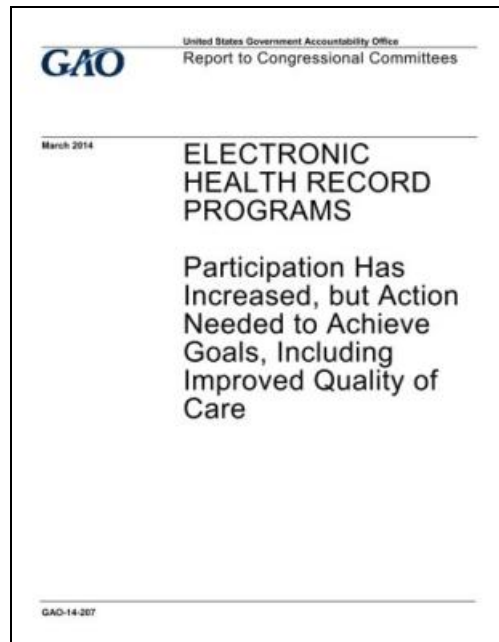 United States Government Accountability Office
GAO
Report to Congressional Committees
March 2014
ELECTRONIC
HEALTH RECORD
PROGRAMS
Participation Has
Increased, but Action
Needed to Achieve
Goals, Including
Improved Quality of
Care
GAO-14-207